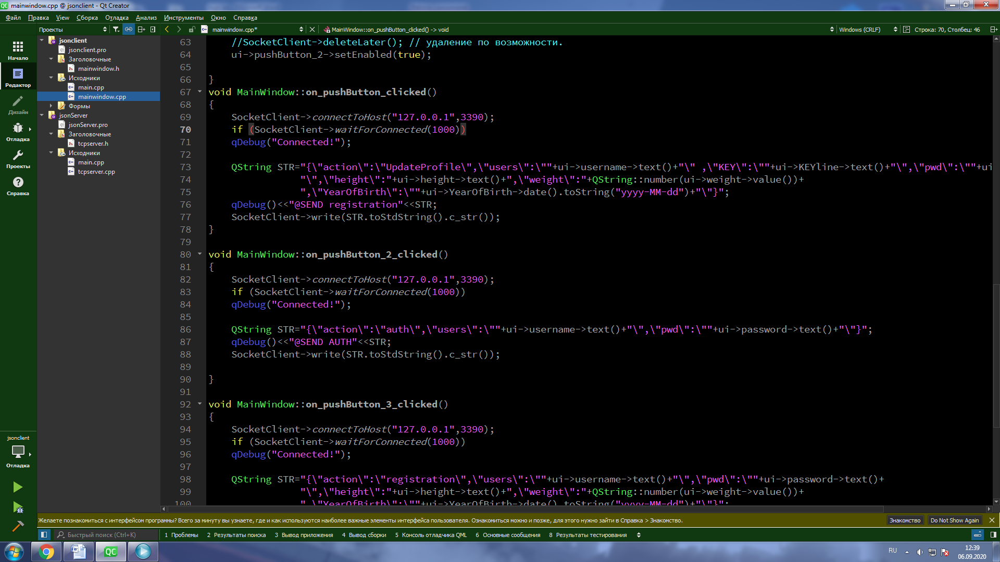 mainwindow.cpp @ jsonclient - Qt Creator
Файл Правка View Сборка Отладка Анализ Инструменты Окно Справка
Проекты mainwindow.cpp* MainWindow::on_pushButton_clicked() -> void Windows (CRLF) Строка: 70, Столбец: 46
Начало
Редактор
Дизайн
Отладка
Проекты
Справка
jsonclient
Отладка
jsonclient
jsonclient.pro
Заголовочные
mainwindow.h
Исходники
main.cpp
mainwindow.cpp
Формы
jsonServer
jsonServer.pro
Заголовочные
tcpserver.h
Исходники
main.cpp
tcpserver.cpp
63 //SocketClient->deleteLater(); // удаление по возможности.
64 ui->pushButton_2->setEnabled(true);
65
66 }
67 void MainWindow::on_pushButton_clicked()
68 {
69 SocketClient->connectToHost("127.0.0.1",3390);
70 if (SocketClient->waitForConnected(1000))
71 qDebug("Connected!");
72
73 QString STR="{\"action\":\"UpdateProfile\",\"users\":\""+ui->username->text()+"\" ,\"KEY\":\""+ui->KEYline->text()+"\",\"pwd\":\""+ui
74 "\",\"height\":"+ui->height->text()+",\"weight\":"+QString::number(ui->weight->value())+
75 ",\"YearOfBirth\":\""+ui->YearOfBirth->date().toString("yyyy-MM-dd")+"\"}";
76 qDebug()<<"@SEND registration"<<STR;
77 SocketClient->write(STR.toStdString().c_str());
78 }
79
80 void MainWindow::on_pushButton_2_clicked()
81 {
82 SocketClient->connectToHost("127.0.0.1",3390);
83 if (SocketClient->waitForConnected(1000))
84 qDebug("Connected!");
85
86 QString STR="{\"action\":\"auth\",\"users\":\""+ui->username->text()+"\",\"pwd\":\""+ui->password->text()+"\"}";
87 qDebug()<<"@SEND AUTH"<<STR;
88 SocketClient->write(STR.toStdString().c_str());
89
90 }
91
92 void MainWindow::on_pushButton_3_clicked()
93 {
94 SocketClient->connectToHost("127.0.0.1",3390);
95 if (SocketClient->waitForConnected(1000))
96 qDebug("Connected!");
97
98 QString STR="{\"action\":\"registration\",\"users\":\""+ui->username->text()+"\",\"pwd\":\""+ui->password->text()+
99 "\",\"height\":"+ui->height->text()+",\"weight\":"+QString::number(ui->weight->value())+
100 ",\"YearOfBirth\":\""+ui->YearOfBirth->date().toString("yyyy-MM-dd")+"\"}";
Желаете познакомиться с интерфейсом программы? Всего за минуту вы узнаете, где и как используются наиболее важные элементы интерфейса пользователя. Ознакомиться можно и позже, для этого нужно зайти в Справка > Знакомство. Знакомство Do Not Show Again
Быстрый поиск (Ctrl+K) 1 Проблемы 2 Результаты поиска 3 Вывод приложения 4 Вывод сборки 5 Консоль отладчика QML 6 Основные сообщения 8 Результаты тестирования
RU 12:39
06.09.2020